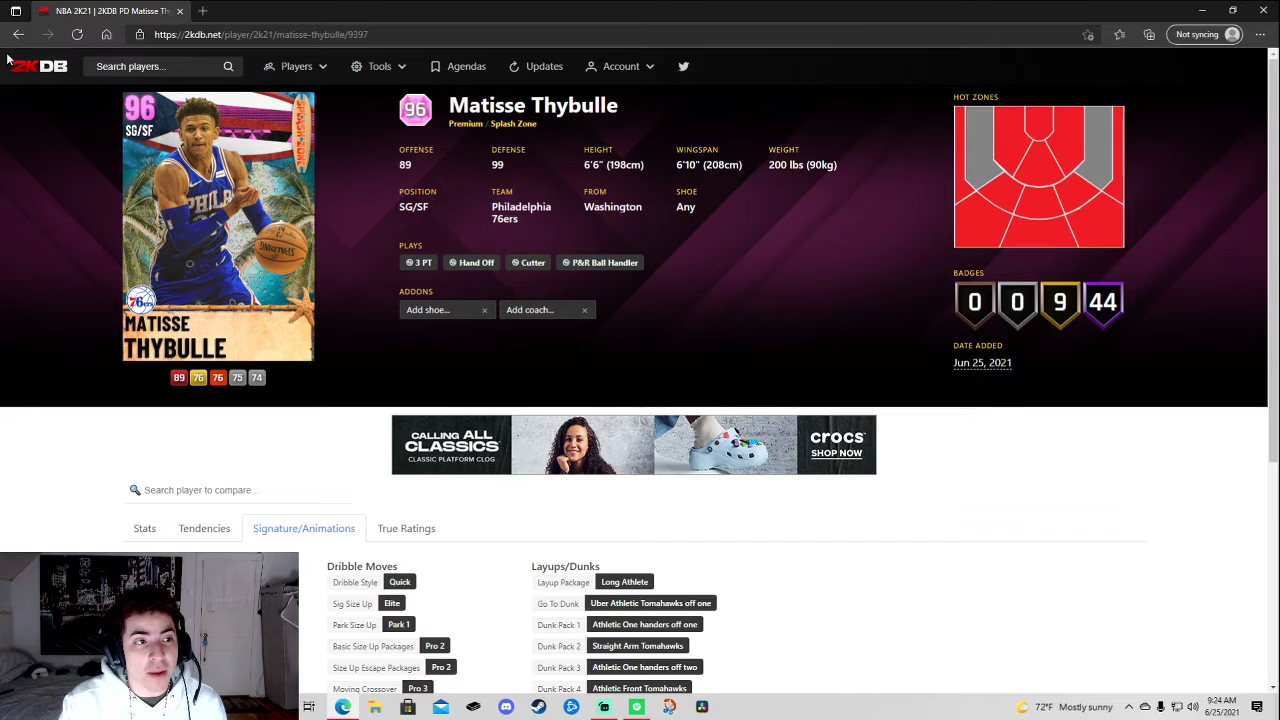 NBA 2K21 | 2KDB PD Matisse Thy
https://2kdb.net/player/2k21/matisse-thybulle/9397
Not syncing
2KDB
Search players...
Players
Tools
Agendas
Updates
Account
96
SG/SF
SPLASH ZONE
PHILA
SPALDING
76ers
MATISSE
THYBULLE
89 76 76 75 74
96
Matisse Thybulle
Premium / Splash Zone
OFFENSE
89
DEFENSE
99
HEIGHT
6'6" (198cm)
WINGSPAN
6'10" (208cm)
WEIGHT
200 lbs (90kg)
POSITION
SG/SF
TEAM
Philadelphia
76ers
FROM
Washington
SHOE
Any
PLAYS
3 PT
Hand Off
Cutter
P&R Ball Handler
ADDONS
Add shoe...
Add coach...
HOT ZONES
BADGES
0 0 9 44
DATE ADDED
Jun 25, 2021
CALLING ALL
CLASSICS
CLASSIC PLATFORM CLOG
crocs
SHOP NOW
Search player to compare...
Stats
Tendencies
Signature/Animations
True Ratings
Dribble Moves
Dribble Style Quick
Sig Size Up Elite
Park Size Up Park 1
Basic Size Up Packages Pro 2
Size Up Escape Packages Pro 2
Moving Crossover Pro 3
Layups/Dunks
Layup Package Long Athlete
Go To Dunk Uber Athletic Tomahawks off one
Dunk Pack 1 Athletic One handers off one
Dunk Pack 2 Straight Arm Tomahawks
Dunk Pack 3 Athletic One handers off two
Dunk Pack 4 Athletic Front Tomahawks
72°F Mostly sunny
9:24 AM
6/25/2021